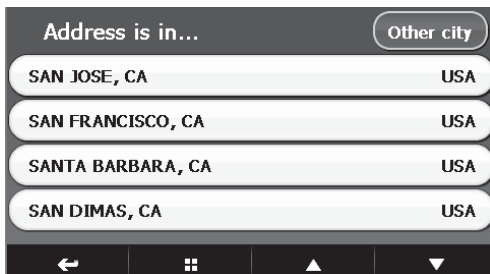 Address is in... Other city
SAN JOSE, CA USA
SAN FRANCISCO, CA USA
SANTA BARBARA, CA USA
SAN DIMAS, CA USA